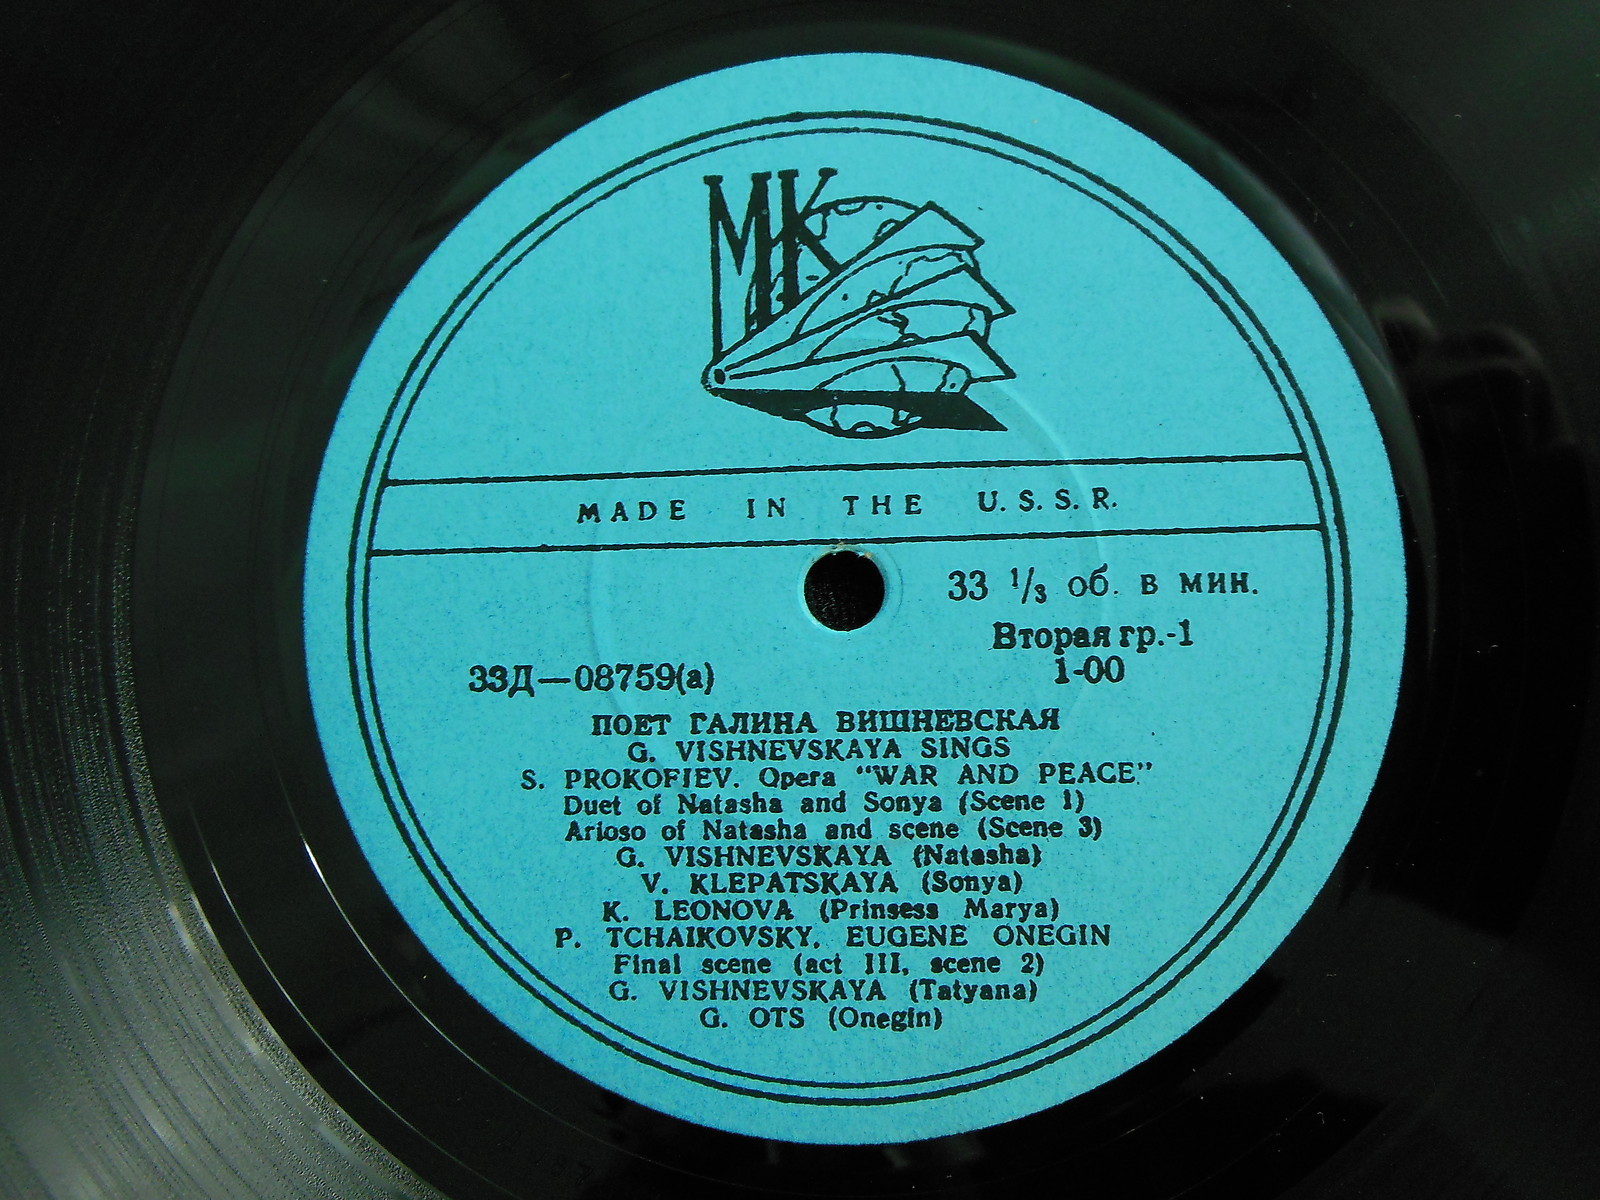 МК
MADE IN THE U.S.S.R.
33 1/3 об. в мин.
Вторая гр.-1
1-00
33Д—08759(а)
ПОЕТ ГАЛИНА ВИШНЕВСКАЯ
G. VISHNEVSKAYA SINGS
S. PROKOFIEV. Opera "WAR AND PEACE"
Duet of Natasha and Sonya (Scene 1)
Arioso of Natasha and scene (Scene 3)
G. VISHNEVSKAYA (Natasha)
V. KLEPATSKAYA (Sonya)
K. LEONOVA (Prinsess Marya)
P. TCHAIKOVSKY. EUGENE ONEGIN
Final scene (act III, scene 2)
G. VISHNEVSKAYA (Tatyana)
G. OTS (Onegin)